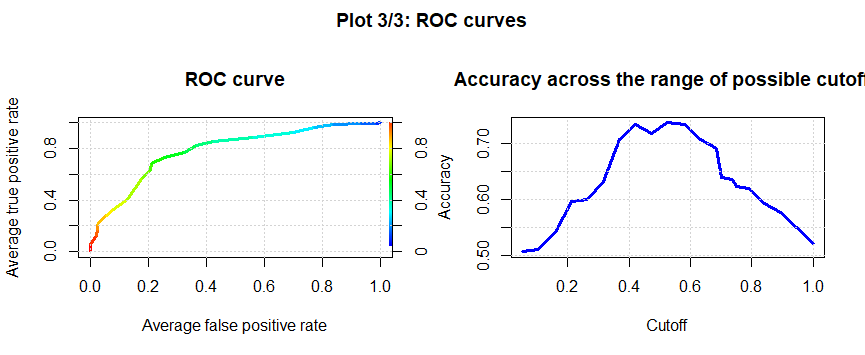 Plot 3/3: ROC curves
ROC curve
Average true positive rate
0.0 0.4 0.8
0.0 0.2 0.4 0.6 0.8 1.0
0 0.4 0.8
Average false positive rate
Accuracy across the range of possible cutoff
Accuracy
0.50 0.60 0.70
0.2 0.4 0.6 0.8 1.0
Cutoff